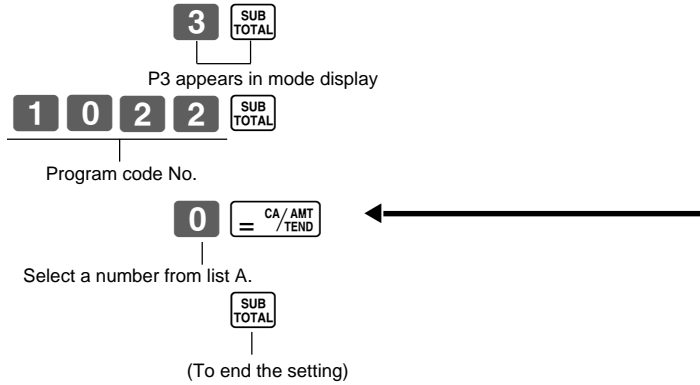 3 SUB TOTAL
P3 appears in mode display
1 0 2 2 SUB TOTAL
Program code No.
0 = CA/AMT /TEND
Select a number from list A.
SUB TOTAL
(To end the setting)